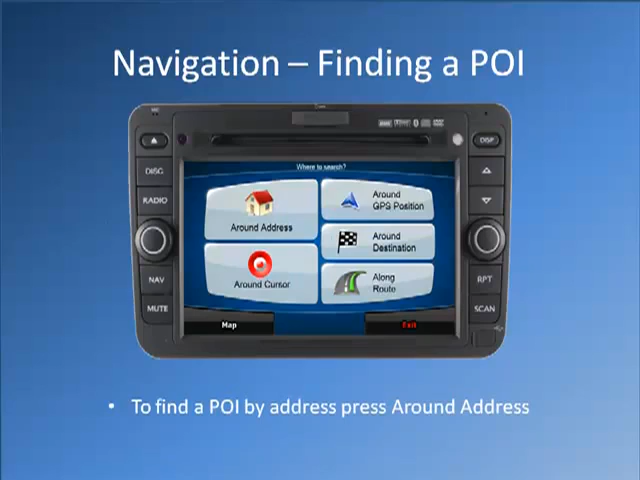 Navigation – Finding a POI
DISP
DISC
RADIO
NAV
MUTE
RPT
SCAN
Where to search?
Around Address
Around
GPS Position
Around
Destination
Around Cursor
Along
Route
Map
Exit
• To find a POI by address press Around Address